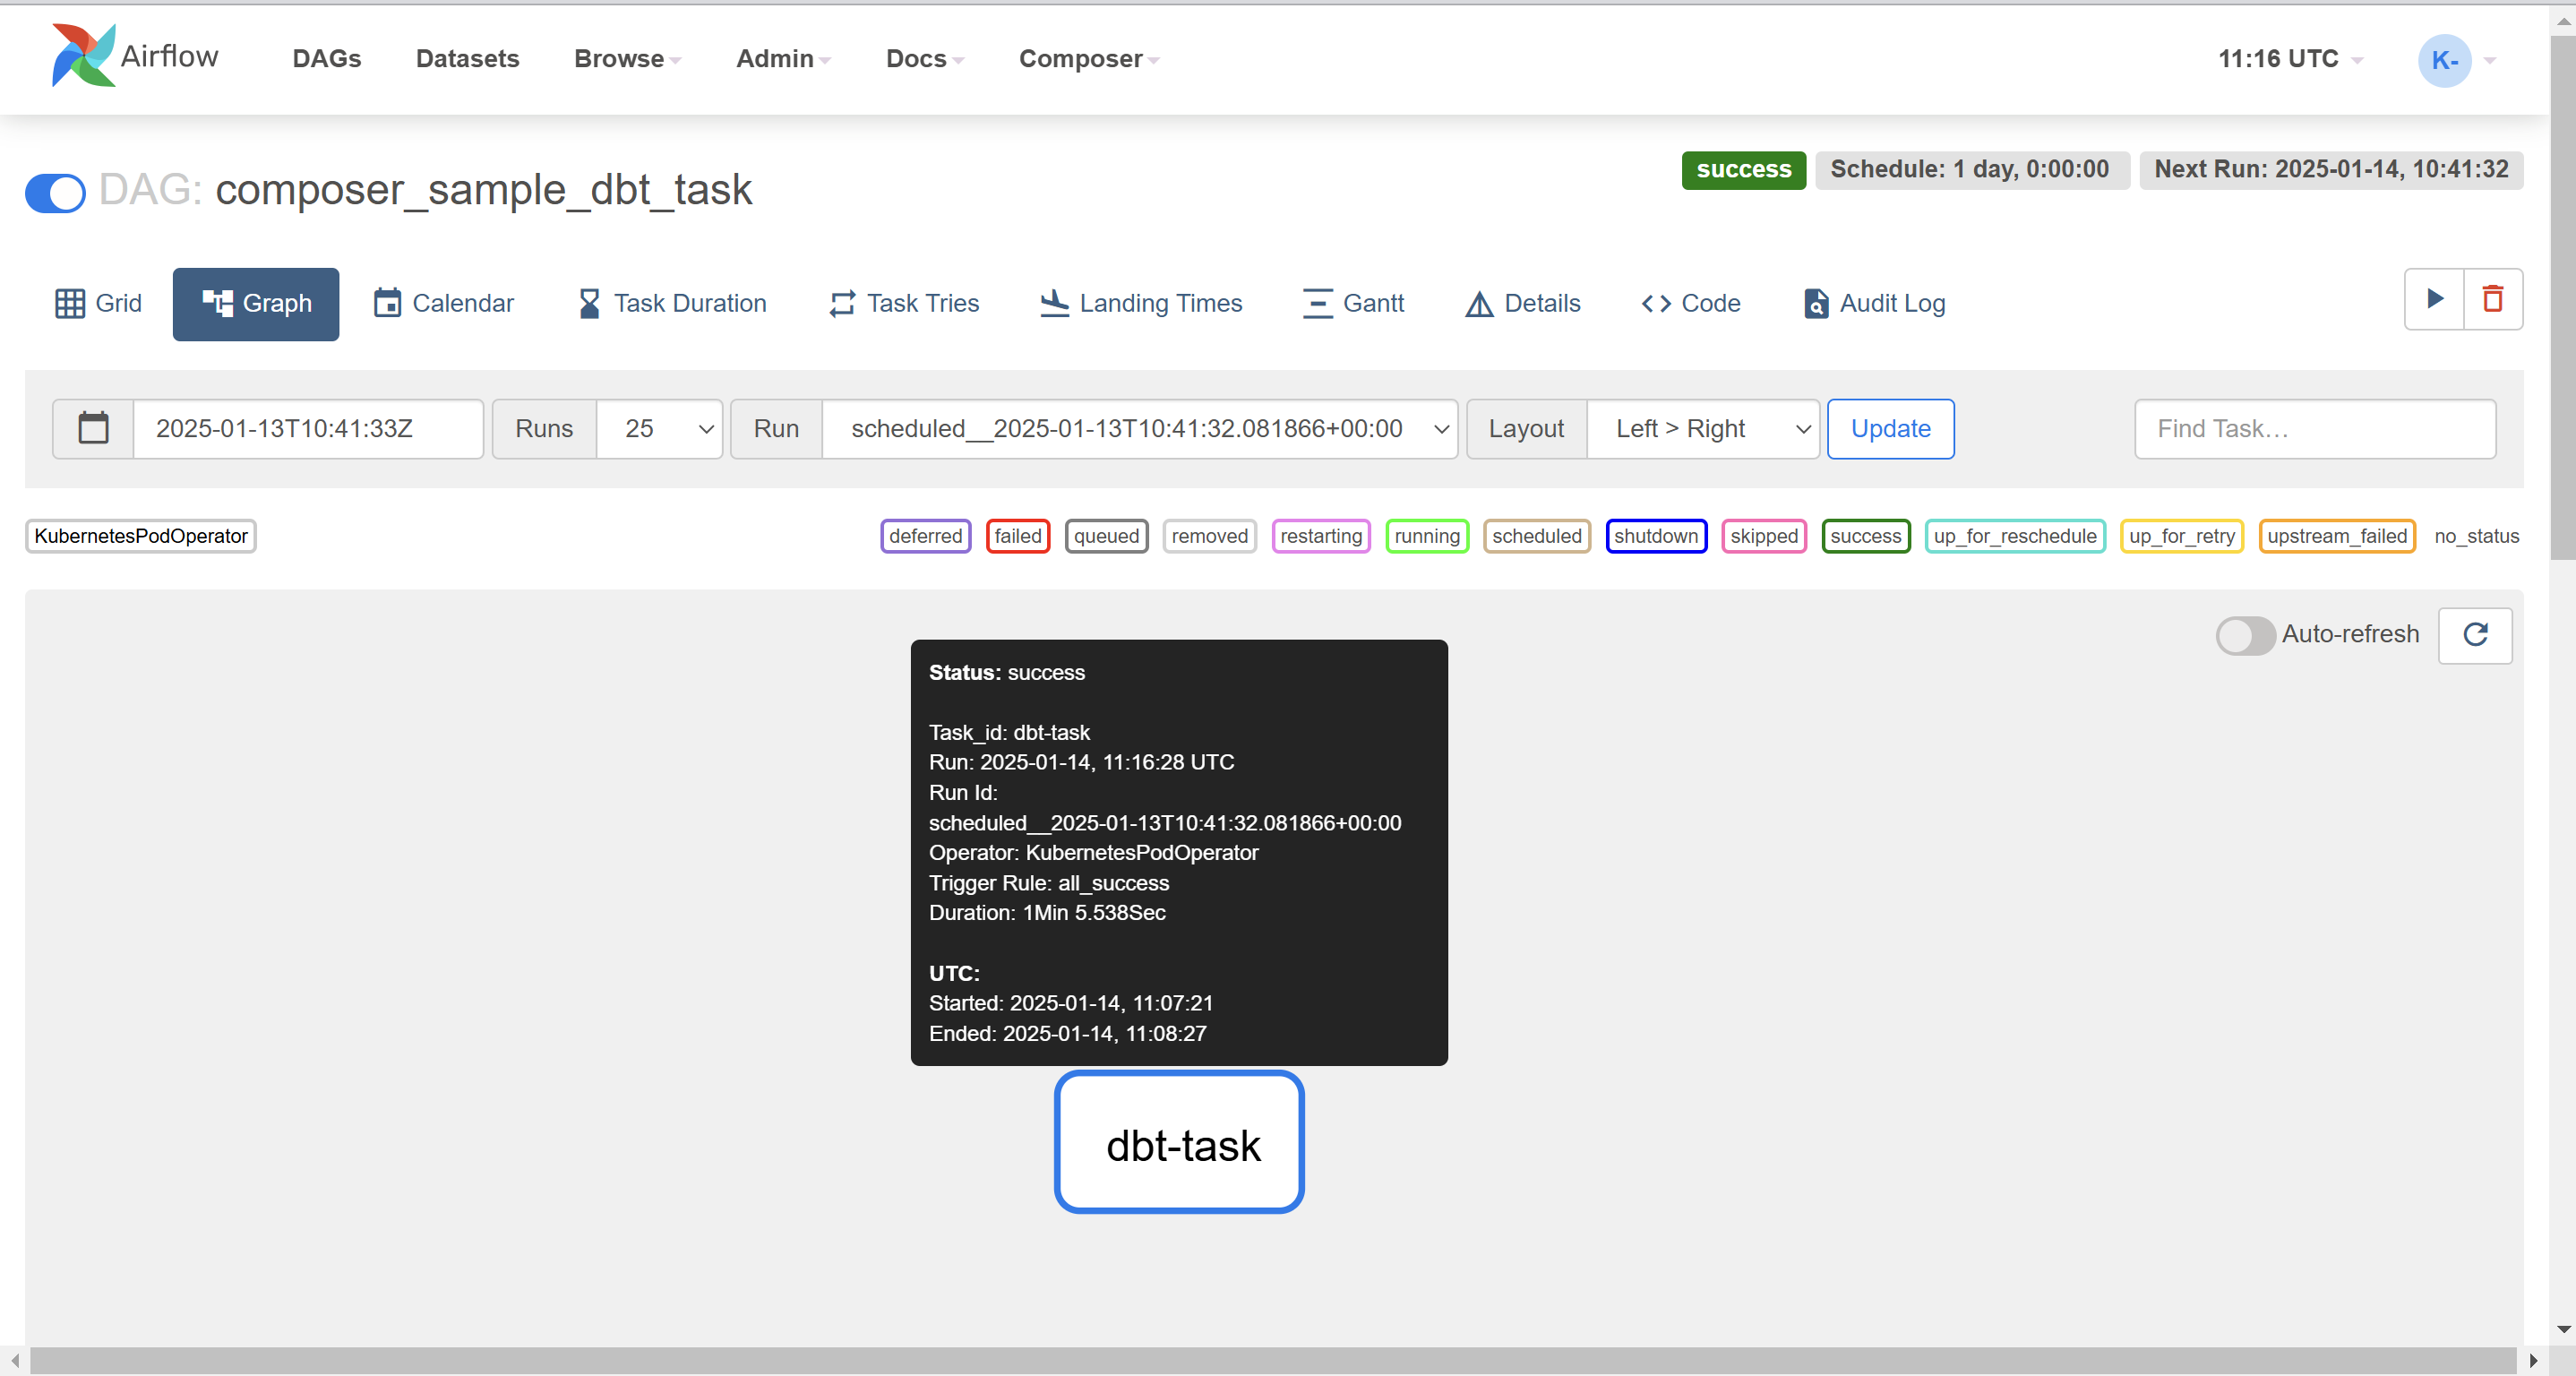 Airflow DAGs Datasets Browse Admin Docs Composer 11:16 UTC K-
DAG: composer_sample_dbt_task success Schedule: 1 day, 0:00:00 Next Run: 2025-01-14, 10:41:32
Grid Graph Calendar Task Duration Task Tries Landing Times Gantt Details Code Audit Log
2025-01-13T10:41:33Z Runs 25 Run scheduled__2025-01-13T10:41:32.081866+00:00 Layout Left > Right Update Find Task...
KubernetesPodOperator deferred failed queued removed restarting running scheduled shutdown skipped success up_for_reschedule up_for_retry upstream_failed no_status
Auto-refresh
Status: success
Task_id: dbt-task
Run: 2025-01-14, 11:16:28 UTC
Run Id:
scheduled__2025-01-13T10:41:32.081866+00:00
Operator: KubernetesPodOperator
Trigger Rule: all_success
Duration: 1Min 5.538Sec
UTC:
Started: 2025-01-14, 11:07:21
Ended: 2025-01-14, 11:08:27
dbt-task